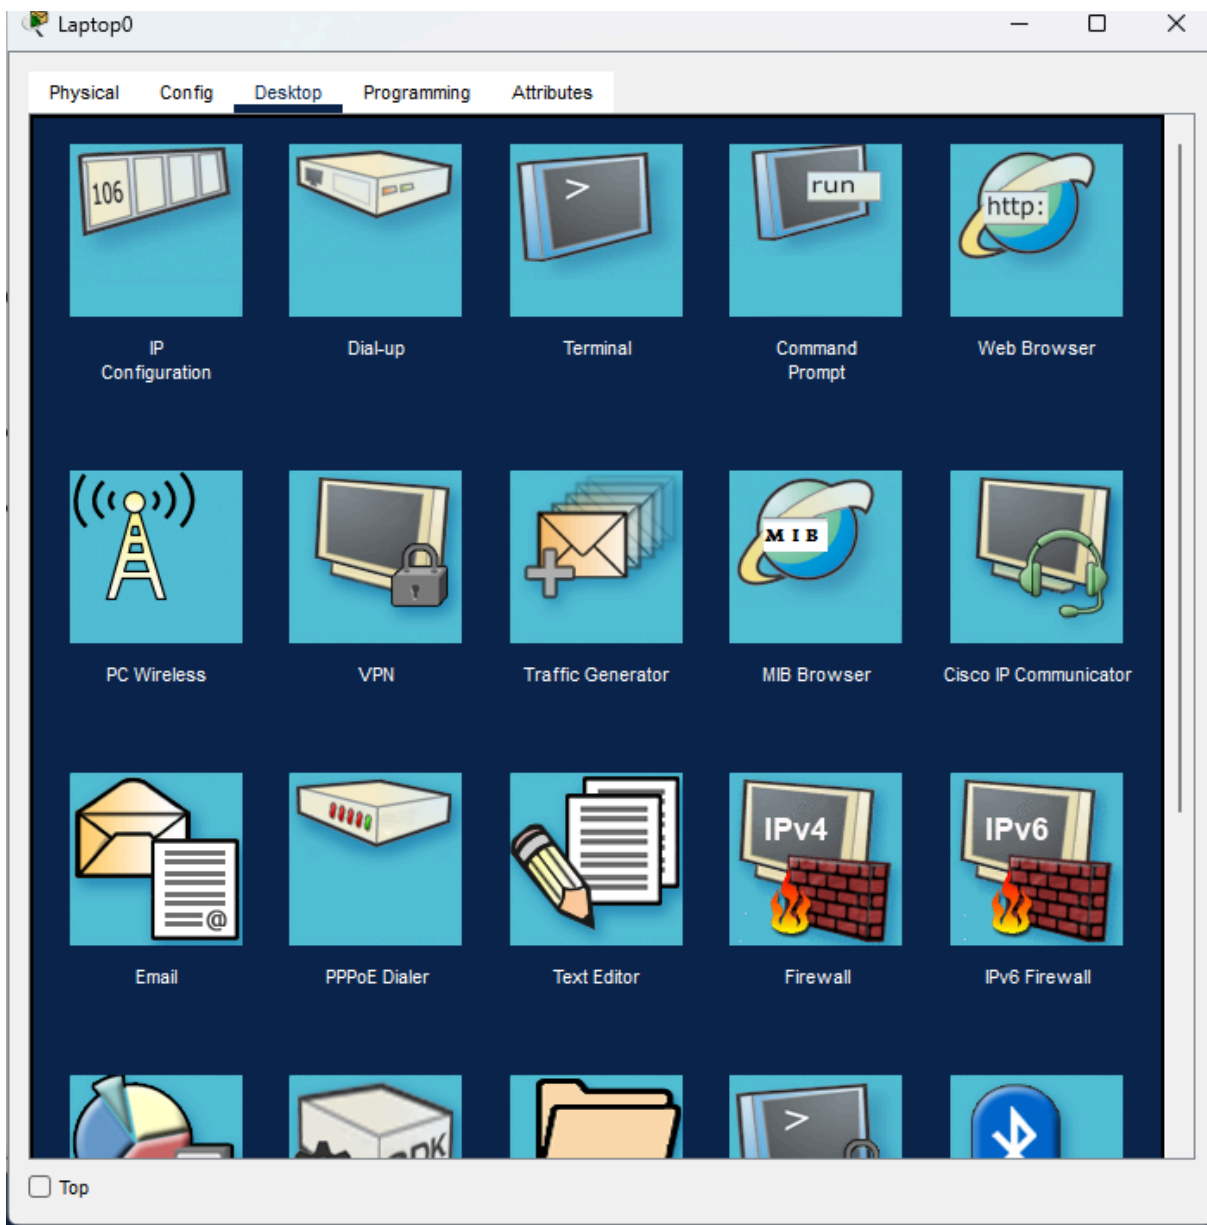 Laptop0
Physical Config Desktop Programming Attributes
106
>
run
http:
IP
Configuration
Dial-up
Terminal
Command
Prompt
Web Browser
MIB
PC Wireless
VPN
Traffic Generator
MIB Browser
Cisco IP Communicator
@
IPv4
IPv6
Email
PPPoE Dialer
Text Editor
Firewall
IPv6 Firewall
>
Top